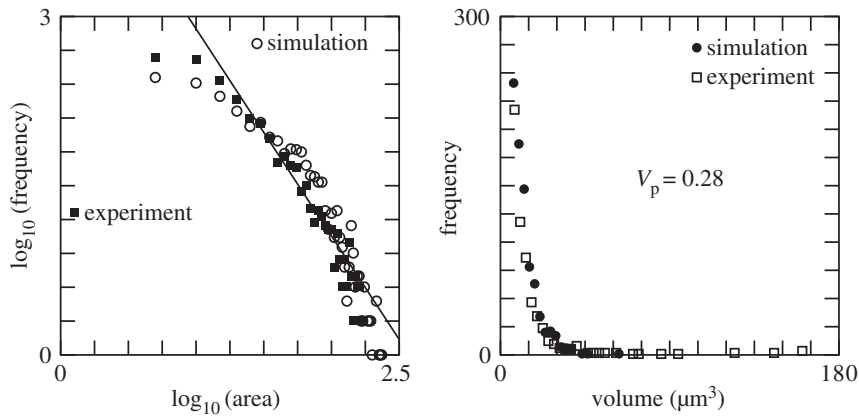 3
simulation
experiment
log10 (frequency)
0
0
2.5
log10 (area)
300
simulation
experiment
Vp = 0.28
frequency
0
0
180
volume (μm³)